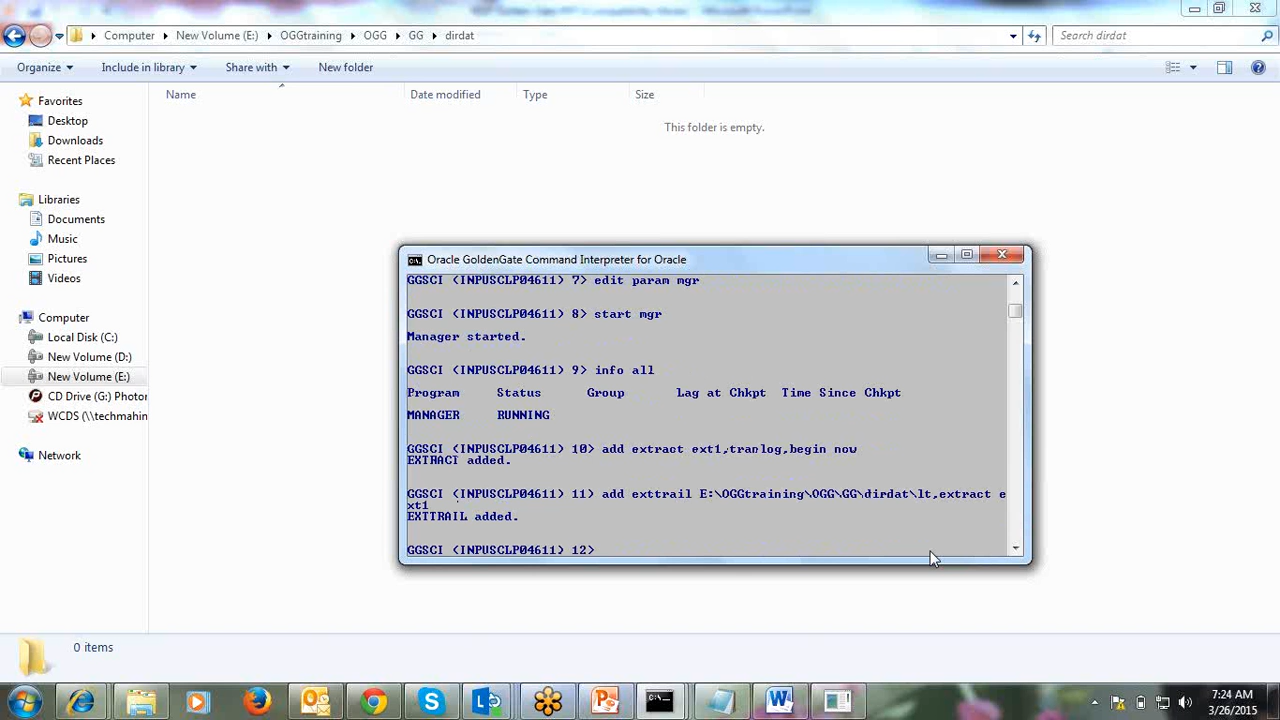 Computer New Volume (E:) OGGtraining OGG GG dirdat
Search dirdat
Organize Include in library Share with New folder
Name Date modified Type Size
This folder is empty.
Favorites
Desktop
Downloads
Recent Places
Libraries
Documents
Music
Pictures
Videos
Computer
Local Disk (C:)
New Volume (D:)
New Volume (E:)
CD Drive (G:) Photor
WCDS (\\techmahin
Network
Oracle GoldenGate Command Interpreter for Oracle
GGSCI (INPUSCLP04611) 7> edit param mgr
GGSCI (INPUSCLP04611) 8> start mgr
Manager started.
GGSCI (INPUSCLP04611) 9> info all
Program Status Group Lag at Chkpt Time Since Chkpt
MANAGER RUNNING
GGSCI (INPUSCLP04611) 10> add extract ext1,tranlog,begin now
EXTRACT added.
GGSCI (INPUSCLP04611) 11> add exttrail E:\OGGtraining\OGG\GG\dirdat\lt,extract e
xt1
EXTTRAIL added.
GGSCI (INPUSCLP04611) 12>
0 items
7:24 AM
3/26/2015